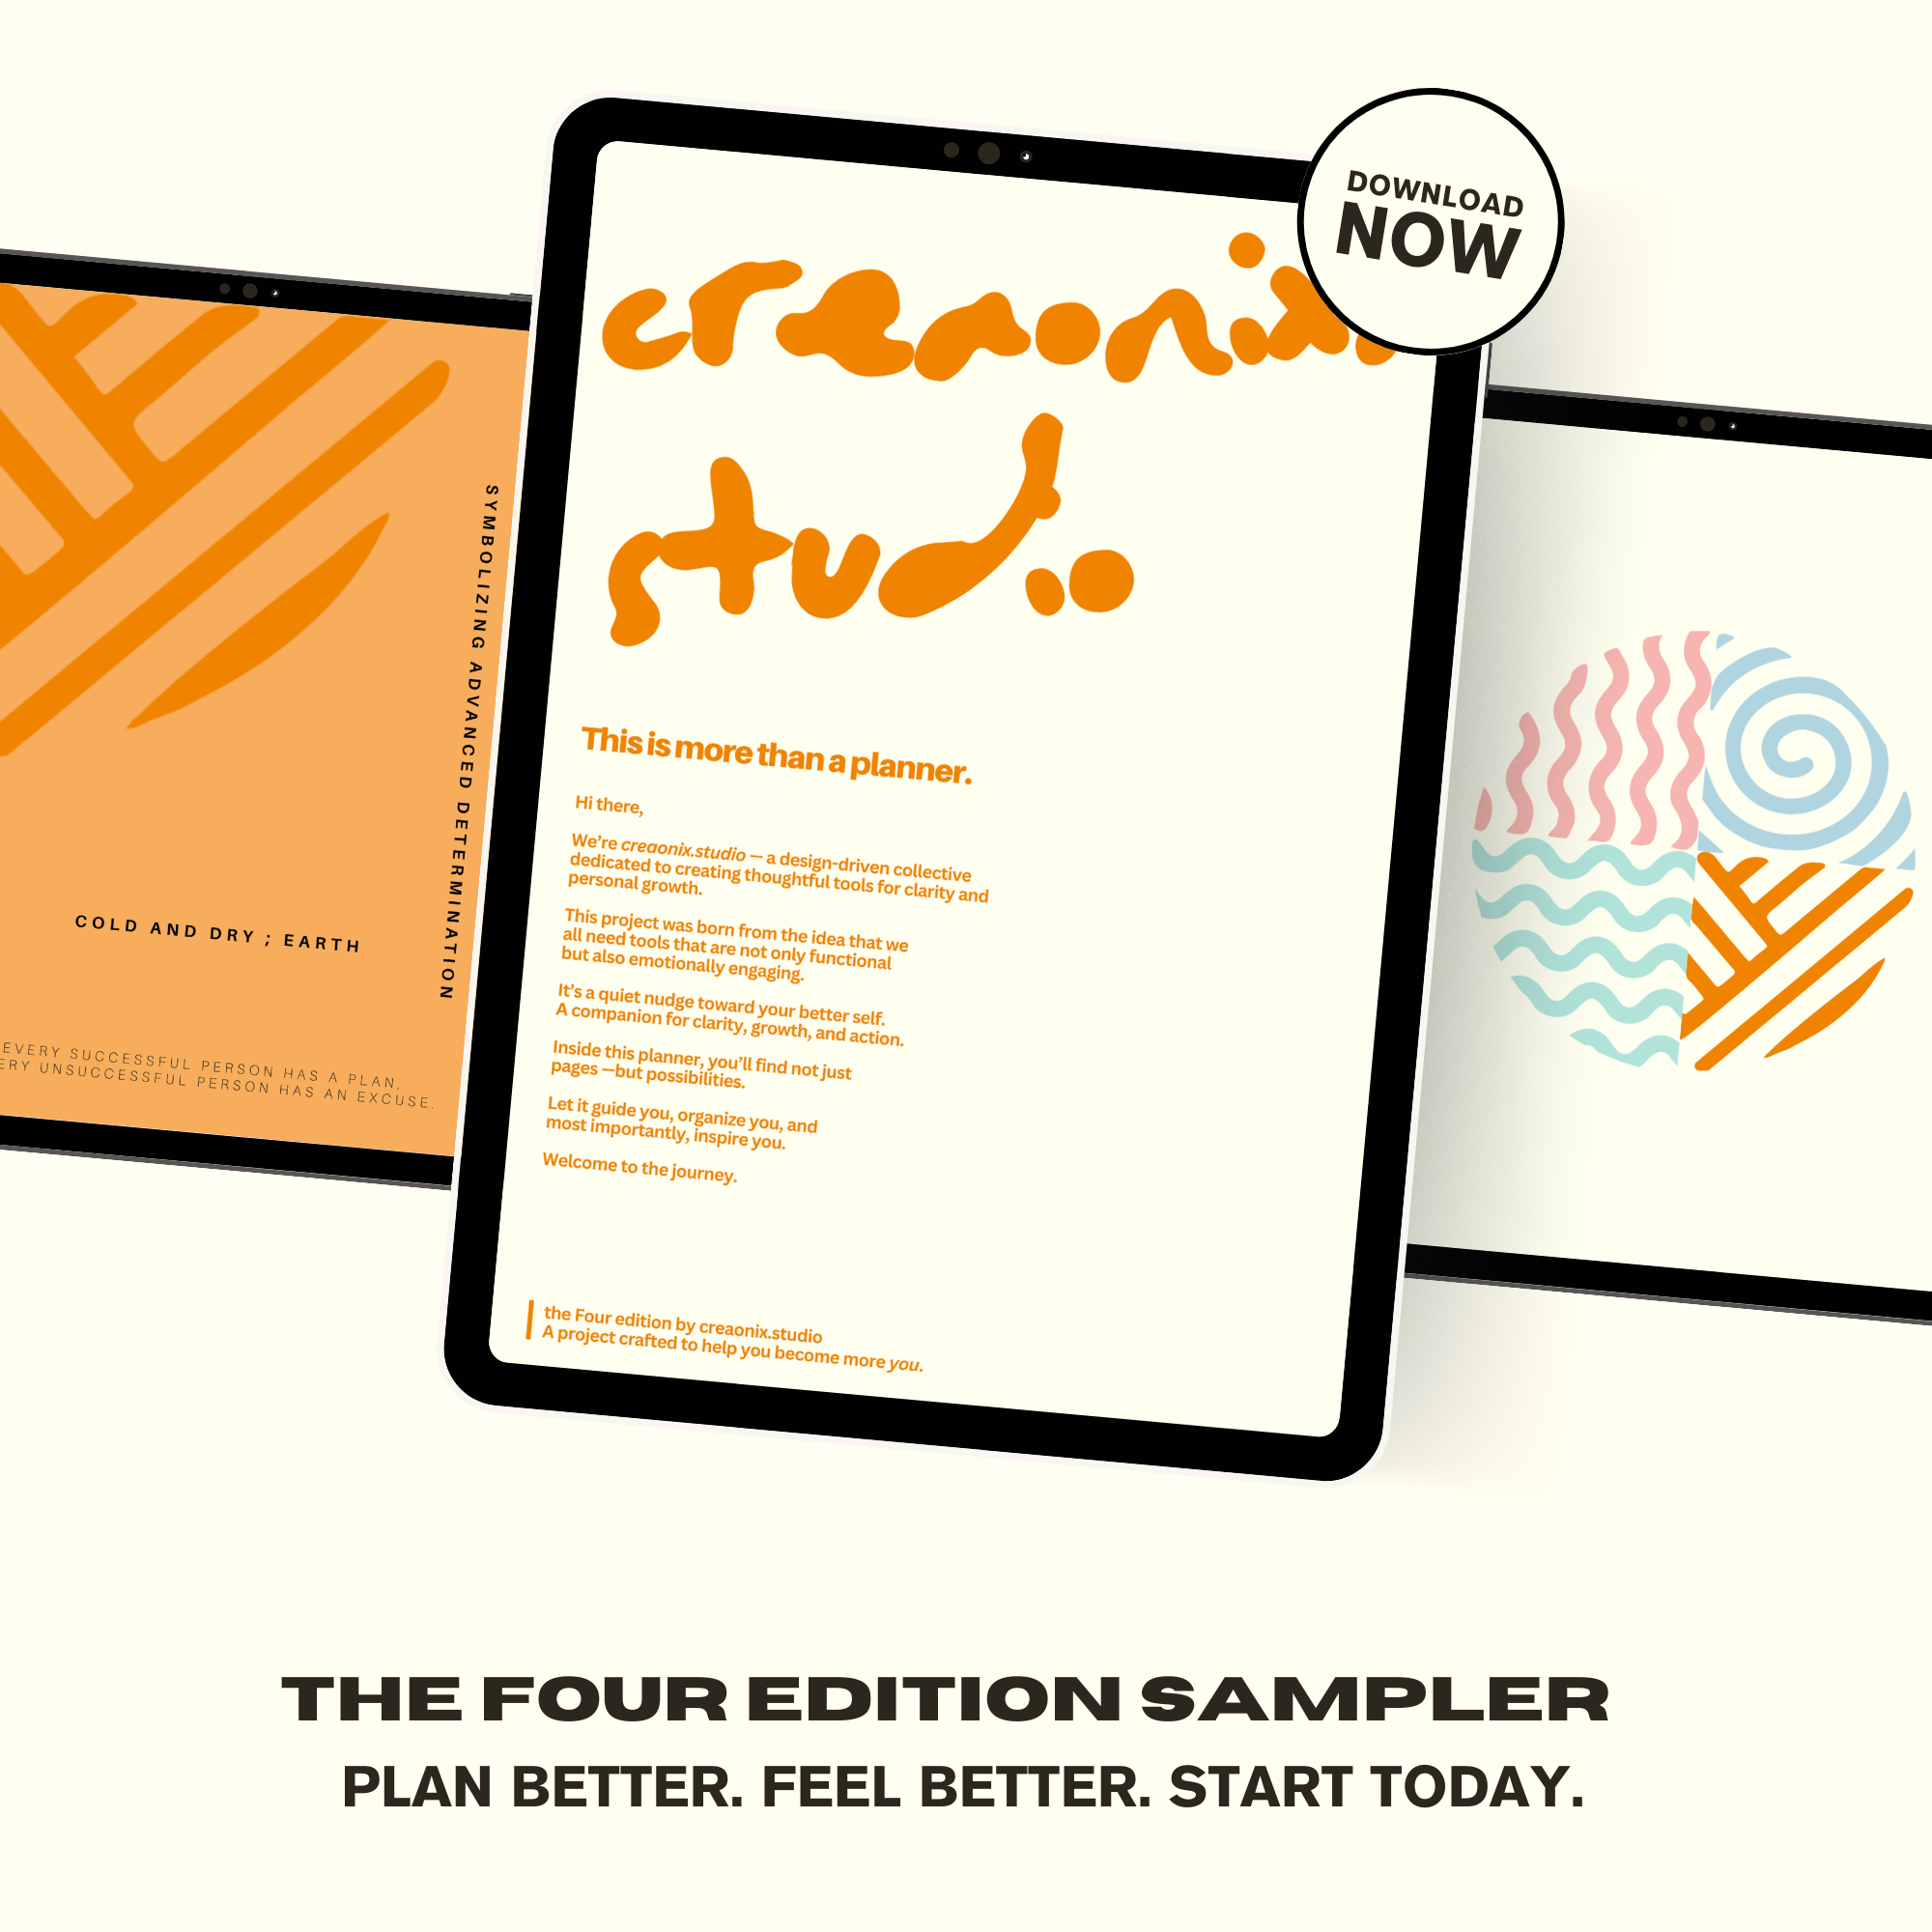 DOWNLOAD
NOW
creaonix.
studio
This is more than a planner.
Hi there,
We’re creaonix.studio — a design-driven collective
dedicated to creating thoughtful tools for clarity and
personal growth.
This project was born from the idea that we
all need tools that are not only functional
but also emotionally engaging.
It’s a quiet nudge toward your better self.
A companion for clarity, growth, and action.
Inside this planner, you’ll find not just
pages —but possibilities.
Let it guide you, organize you, and
most importantly, inspire you.
Welcome to the journey.
the Four edition by creaonix.studio
A project crafted to help you become more you.
SYMBOLIZING ADVANCED DETERMINATION
COLD AND DRY ; EARTH
EVERY SUCCESSFUL PERSON HAS A PLAN,
UNSUCCESSFUL PERSON HAS AN EXCUSE.
THE FOUR EDITION SAMPLER
PLAN BETTER. FEEL BETTER. START TODAY.